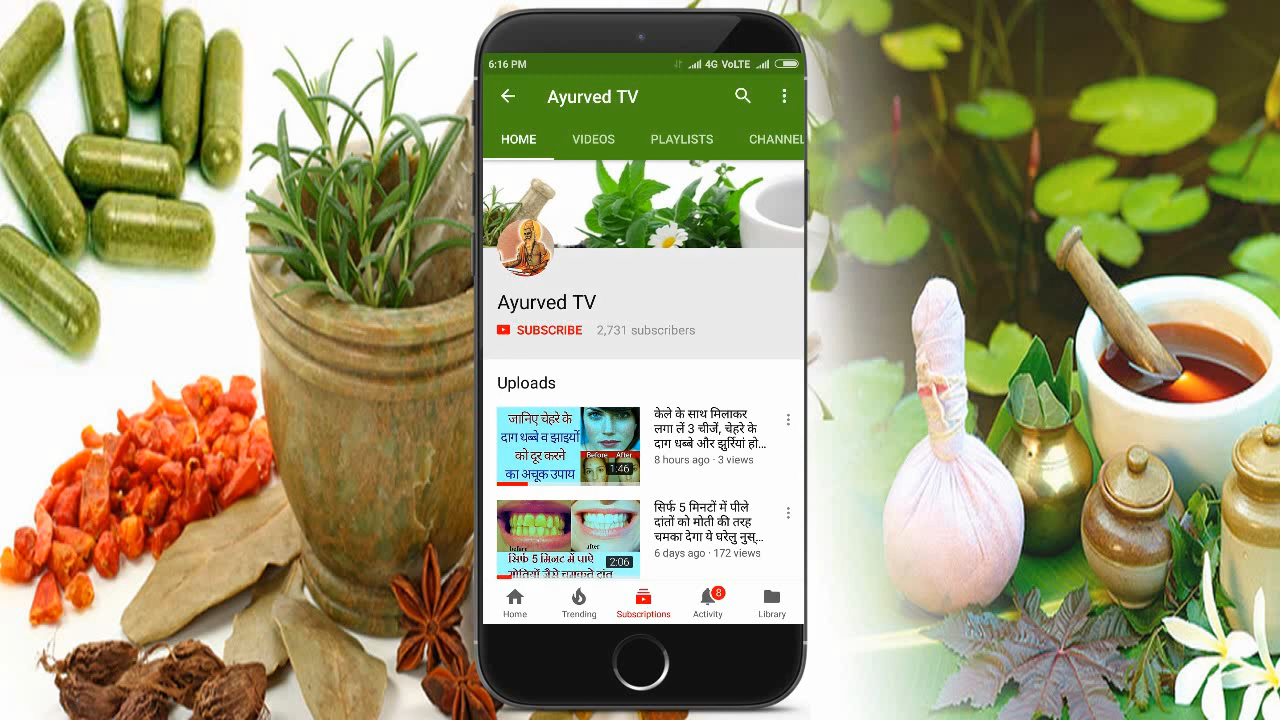 6:16 PM
4G VoLTE
Ayurved TV
HOME VIDEOS PLAYLISTS CHANNEL
Ayurved TV
SUBSCRIBE 2,731 subscribers
Uploads
जानिए चेहरे के
दाग धब्बे व झाइयों
को दूर करने
का अचूक उपाय
Before After
1:46
केले के साथ मिलाकर
लगा लें 3 चीजें, चेहरे के
दाग धब्बे और झुर्रियां हो...
8 hours ago · 3 views
before after
सिर्फ 5 मिनट में पाऐं
मोतियों जैसे चमकते दांत
2:06
सिर्फ 5 मिनटों में पीले
दांतों को मोती की तरह
चमका देगा ये घरेलु नुस्...
6 days ago · 172 views
8
Home Trending Subscriptions Activity Library